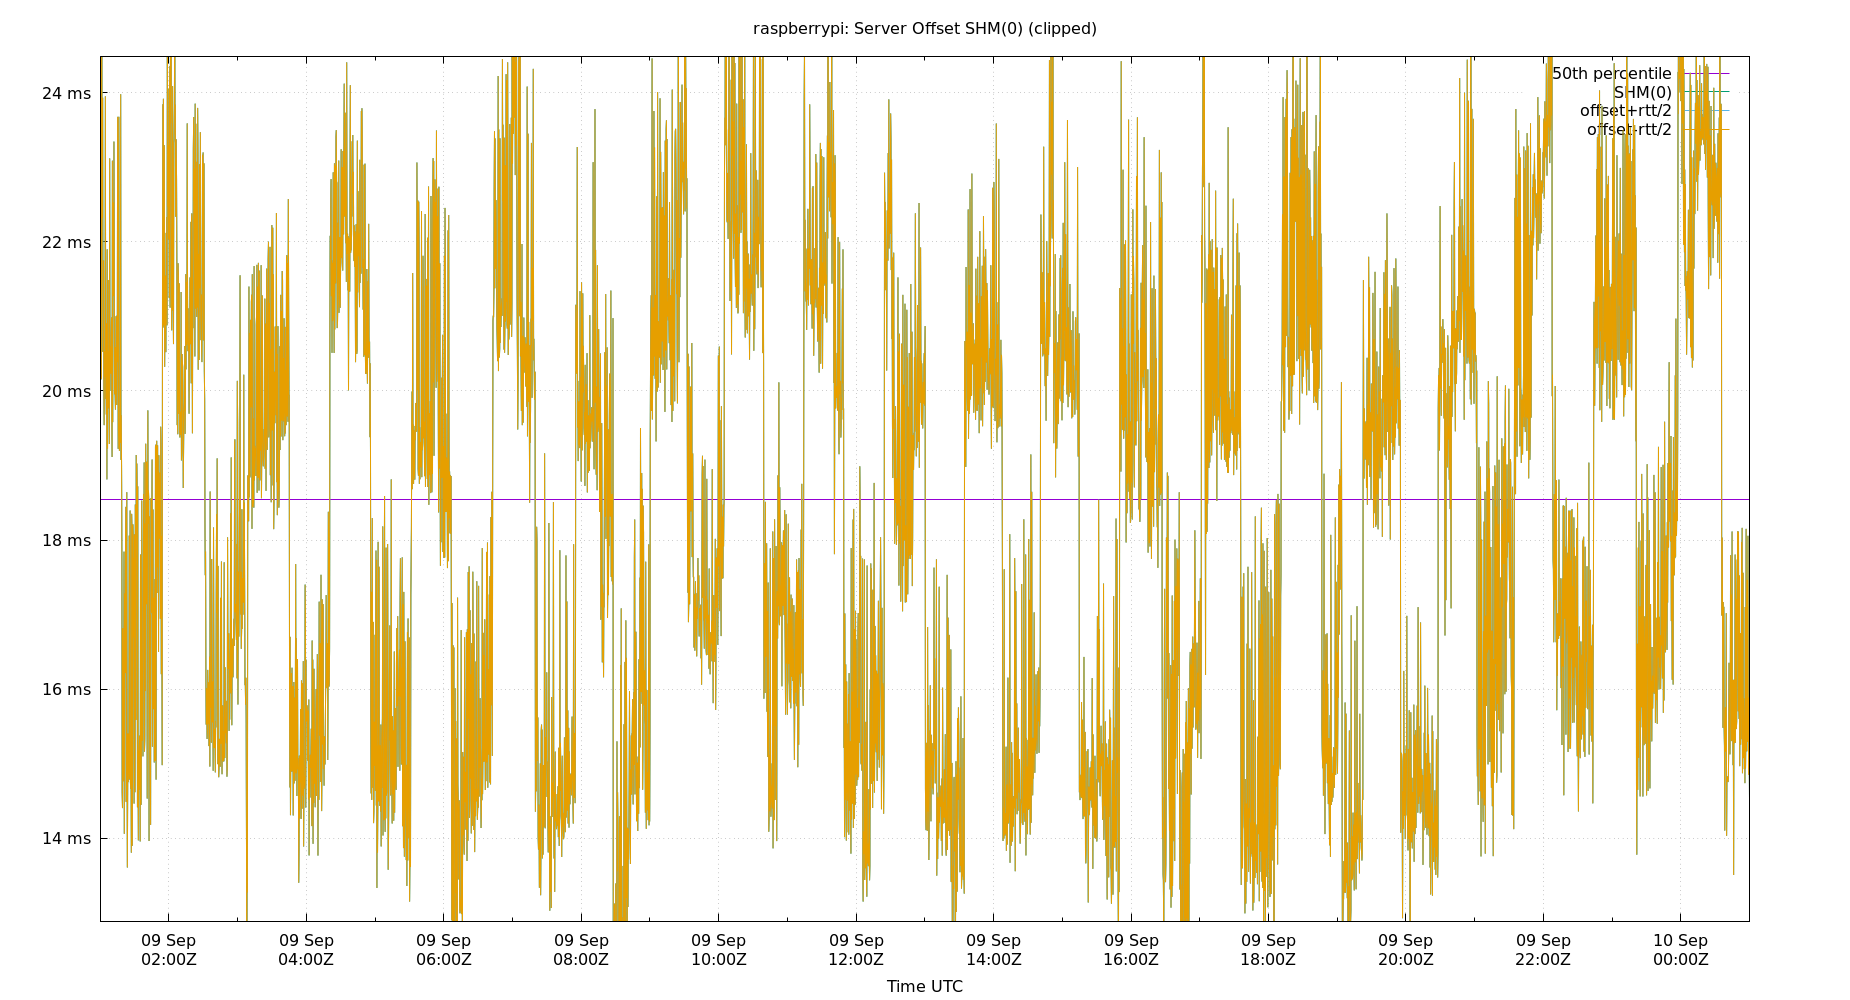 raspberrypi: Server Offset SHM(0) (clipped)
50th percentile
SHM(0)
offset+rtt/2
offset-rtt/2
24 ms
22 ms
20 ms
18 ms
16 ms
14 ms
09 Sep 09 Sep 09 Sep 09 Sep 09 Sep 09 Sep 09 Sep 09 Sep 09 Sep 09 Sep 09 Sep 10 Sep
02:00Z 04:00Z 06:00Z 08:00Z 10:00Z 12:00Z 14:00Z 16:00Z 18:00Z 20:00Z 22:00Z 00:00Z
Time UTC